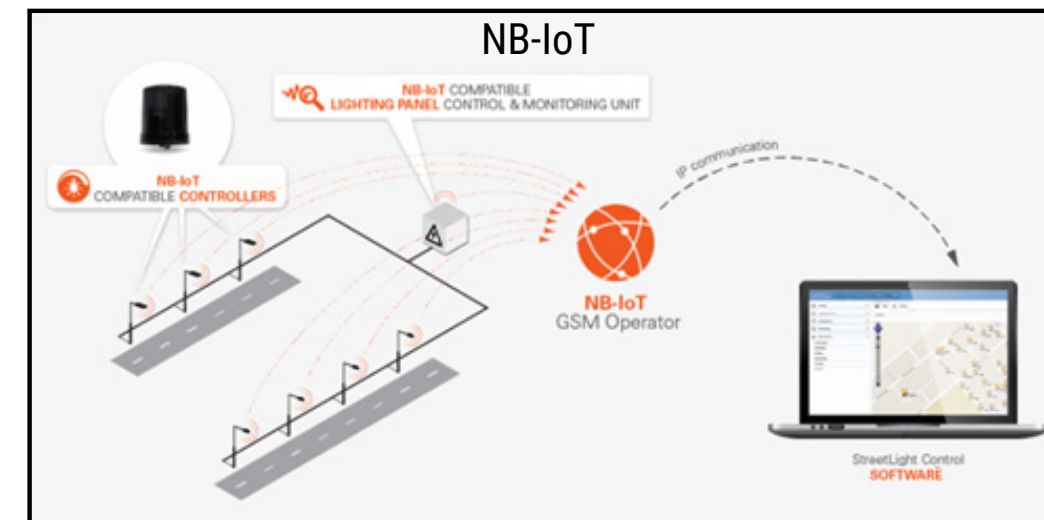 NB-IoT
NB-IoT COMPATIBLE
LIGHTING PANEL CONTROL & MONITORING UNIT
NB-IoT
COMPATIBLE CONTROLLERS
IP communication
NB-IoT
GSM Operator
StreetLight Control
SOFTWARE